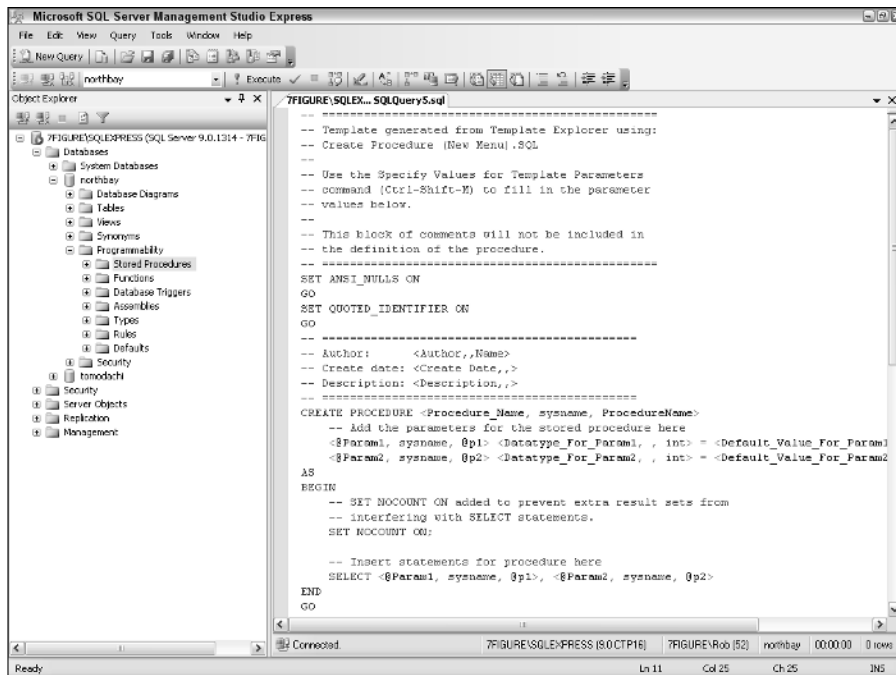 Microsoft SQL Server Management Studio Express
File Edit View Query Tools Window Help
New Query
northbay Execute
Object Explorer
7FIGURE\SQLEXPRESS (SQL Server 9.0.1314 - 7FIG
Databases
System Databases
northbay
Database Diagrams
Tables
Views
Synonyms
Programmability
Stored Procedures
Functions
Database Triggers
Assemblies
Types
Rules
Defaults
Security
tomodachi
Security
Server Objects
Replication
Management
7FIGURE\SQLEX... SQLQuery5.sql
-- =============================================
-- Template generated from Template Explorer using:
-- Create Procedure (New Menu).SQL
--
-- Use the Specify Values for Template Parameters
-- command (Ctrl-Shift-M) to fill in the parameter
-- values below.
--
-- This block of comments will not be included in
-- the definition of the procedure.
-- =============================================
SET ANSI_NULLS ON
GO
SET QUOTED_IDENTIFIER ON
GO
-- =============================================
-- Author: <Author,,Name>
-- Create date: <Create Date,,>
-- Description: <Description,,>
-- =============================================
CREATE PROCEDURE <Procedure_Name, sysname, ProcedureName>
-- Add the parameters for the stored procedure here
<@Param1, sysname, @p1> <Datatype_For_Param1, , int> = <Default_Value_For_Param1
<@Param2, sysname, @p2> <Datatype_For_Param2, , int> = <Default_Value_For_Param2
AS
BEGIN
-- SET NOCOUNT ON added to prevent extra result sets from
-- interfering with SELECT statements.
SET NOCOUNT ON;
-- Insert statements for procedure here
SELECT <@Param1, sysname, @p1>, <@Param2, sysname, @p2>
END
GO
Connected. 7FIGURE\SQLEXPRESS (9.0 CTP16) 7FIGURE\Rob (52) northbay 00:00:00 0 rows
Ready Ln 11 Col 25 Ch 25 INS